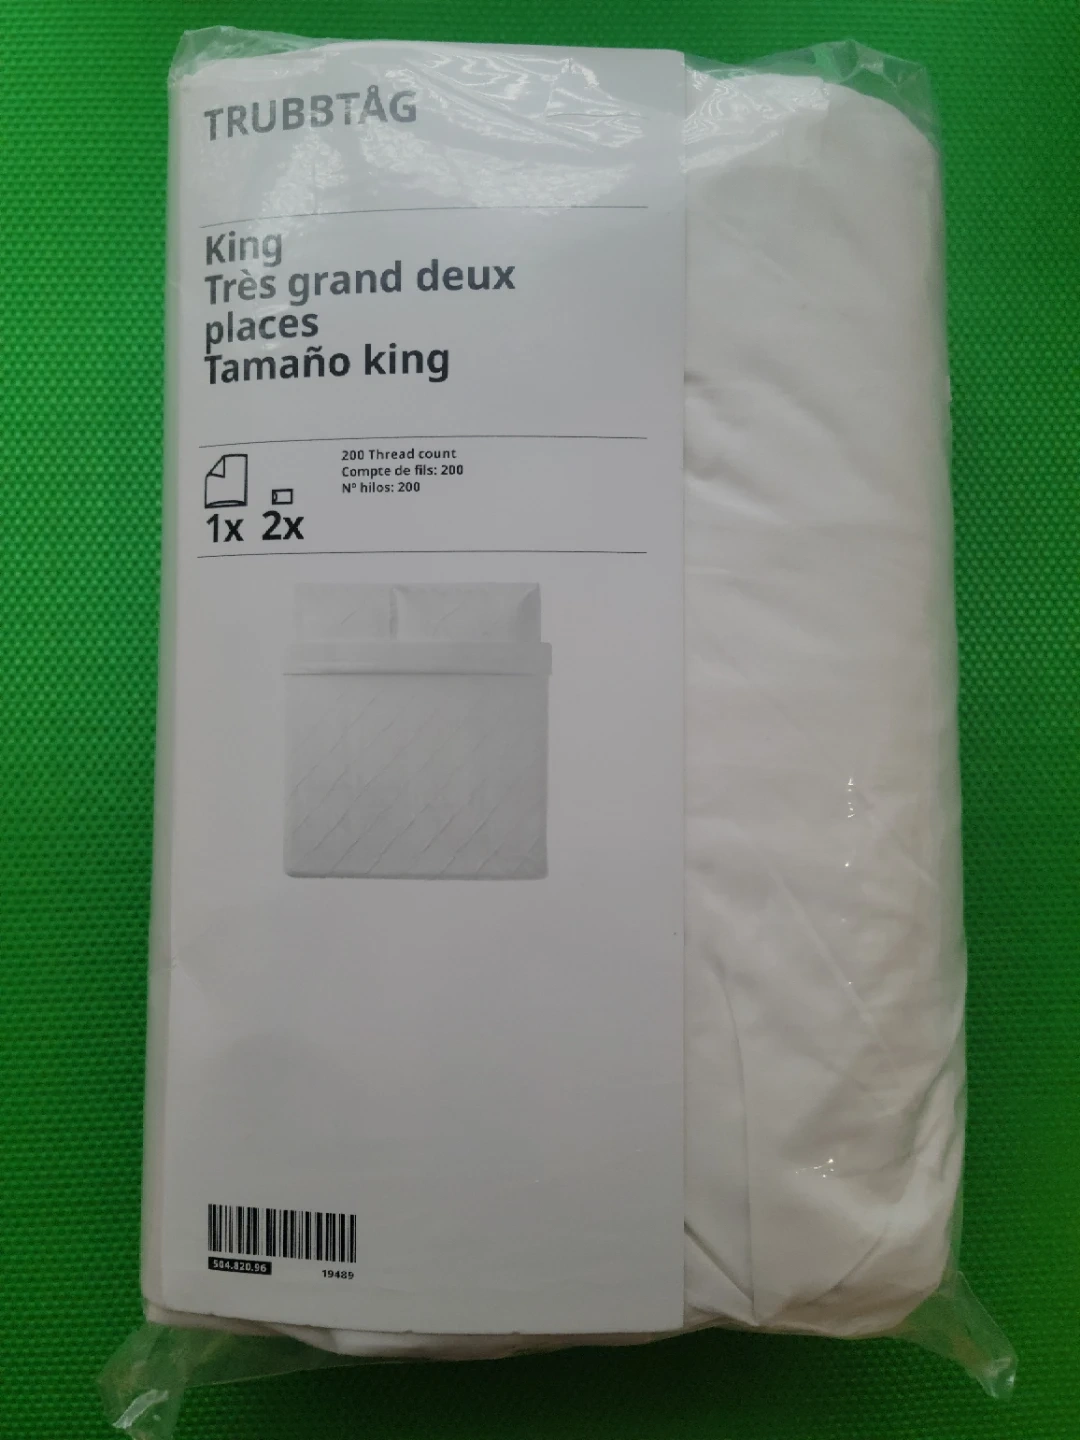 TRUBBTÅG
King
Très grand deux
places
Tamaño king
200 Thread count
Compte de fils: 200
Nº hilos: 200
1x 2x
504.820.96
19489